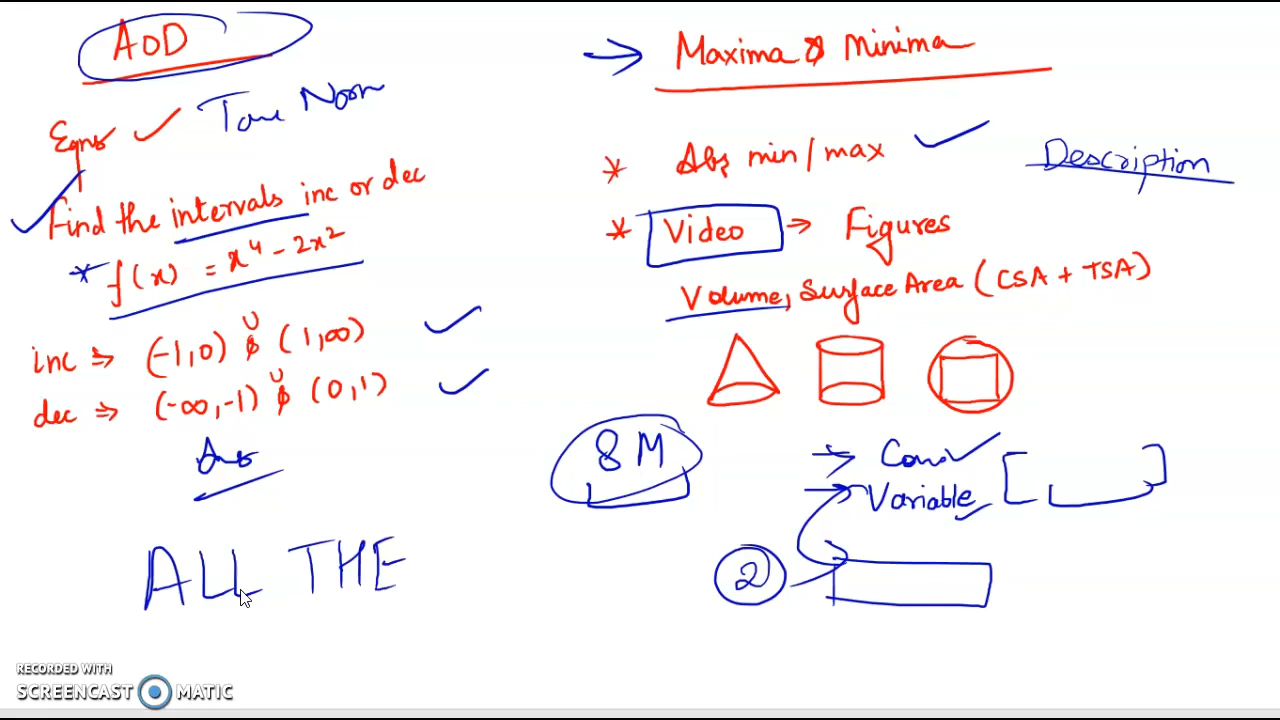 AOD
Eqns ✓ Tan Norm
Find the intervals inc or dec
* f(x) = x⁴ - 2x²
inc ⇒ (-1,0) ∪ (1,∞)
dec ⇒ (-∞,-1) ∪ (0,1)
Ans
ALL THE
→ Maxima & Minima
* Abs min/max ✓
Description
* Video → Figures
Volume, Surface Area (CSA + TSA)
8 M
→ Variable
②
RECORDED WITH
SCREENCAST MATIC